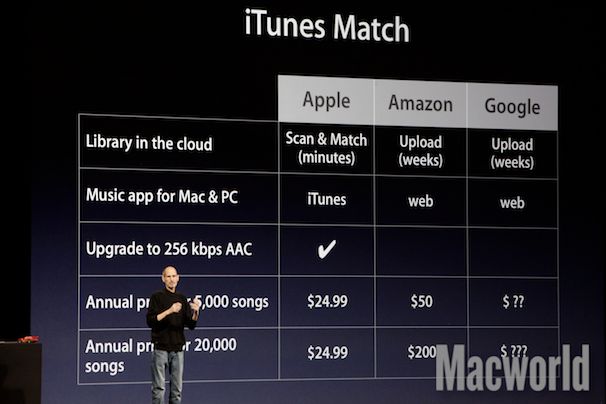 iTunes Match
Apple Amazon Google
Library in the cloud Scan & Match (minutes) Upload (weeks) Upload (weeks)
Music app for Mac & PC iTunes web web
Upgrade to 256 kbps AAC ✓
Annual pr 5,000 songs $24.99 $50 $ ??
Annual pr r 20,000 songs $24.99 $200 $ ???
Macworld